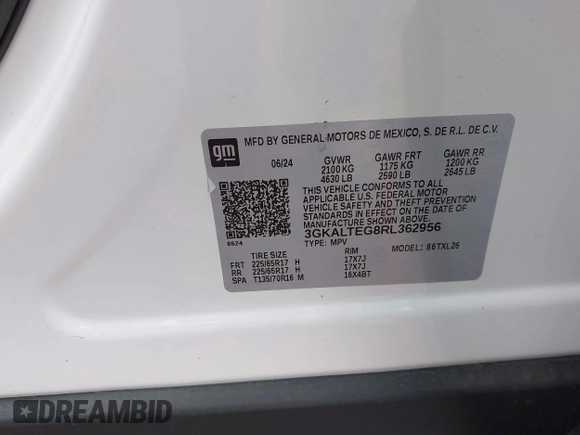 gm
MFD BY GENERAL MOTORS DE MEXICO, S. DE R.L. DE C.V.
06/24 GVWR GAWR FRT GAWR RR
2100 KG 1175 KG 1200 KG
4630 LB 2590 LB 2645 LB
THIS VEHICLE CONFORMS TO ALL
APPLICABLE U.S. FEDERAL MOTOR
VEHICLE SAFETY AND THEFT PREVENTION
STANDARDS IN EFFECT ON THE DATE OF
MANUFACTURE SHOWN ABOVE.
3GKALTEG8RL362956
8624 TYPE: MPV MODEL: 86TXL26
TIRE SIZE RIM
FRT 225/65R17 H 17X7J
RR 225/65R17 H 17X7J
SPA T135/70R16 M 16X4BT
DREAMBID